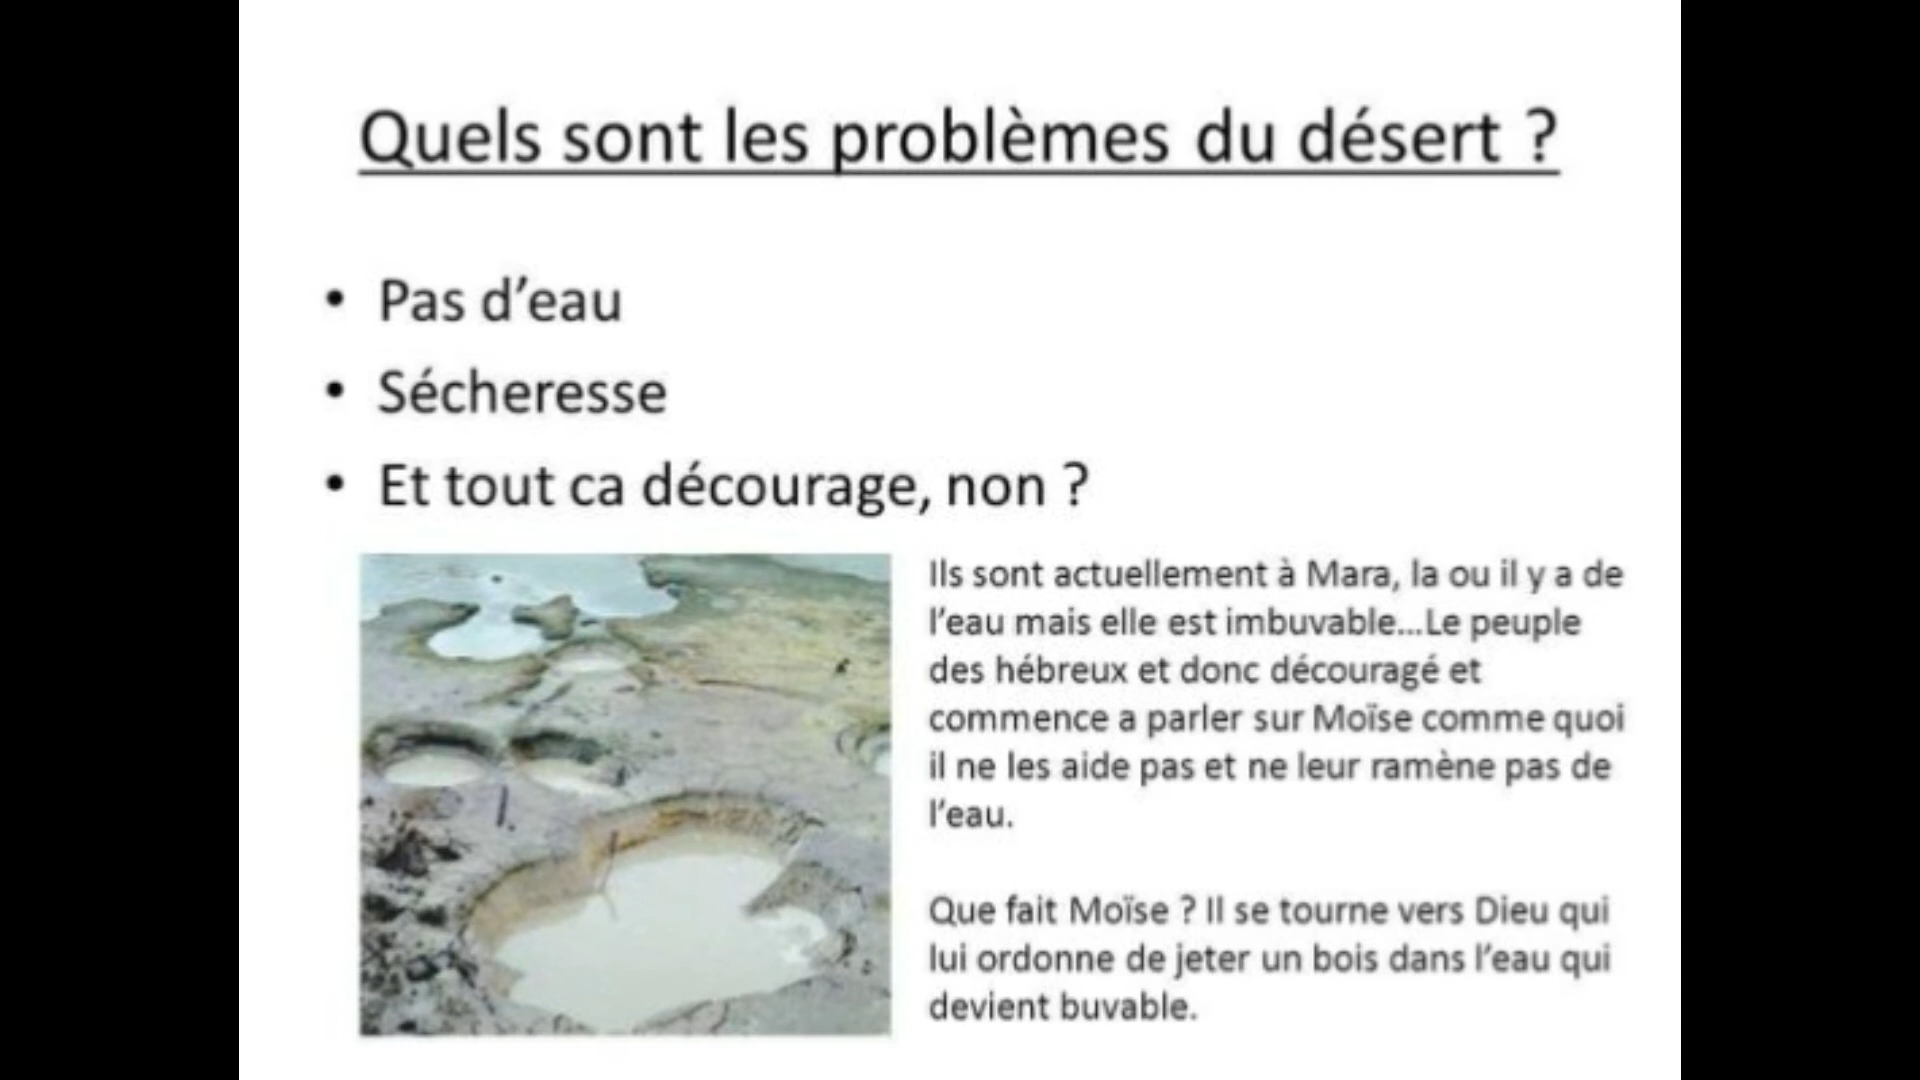 Quels sont les problèmes du désert ?
• Pas d’eau
• Sécheresse
• Et tout ca décourage, non ?
Ils sont actuellement à Mara, la ou il y a de
l’eau mais elle est imbuvable...Le peuple
des hébreux et donc découragé et
commence a parler sur Moïse comme quoi
il ne les aide pas et ne leur ramène pas de
l’eau.
Que fait Moïse ? Il se tourne vers Dieu qui
lui ordonne de jeter un bois dans l’eau qui
devient buvable.